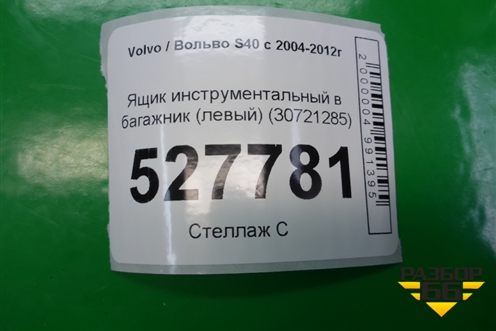 Volvo / Вольво S40 с 2004-2012г
Ящик инструментальный в
багажник (левый) (30721285)
527781
Стеллаж С
2000004991395
РАЗБОР
66